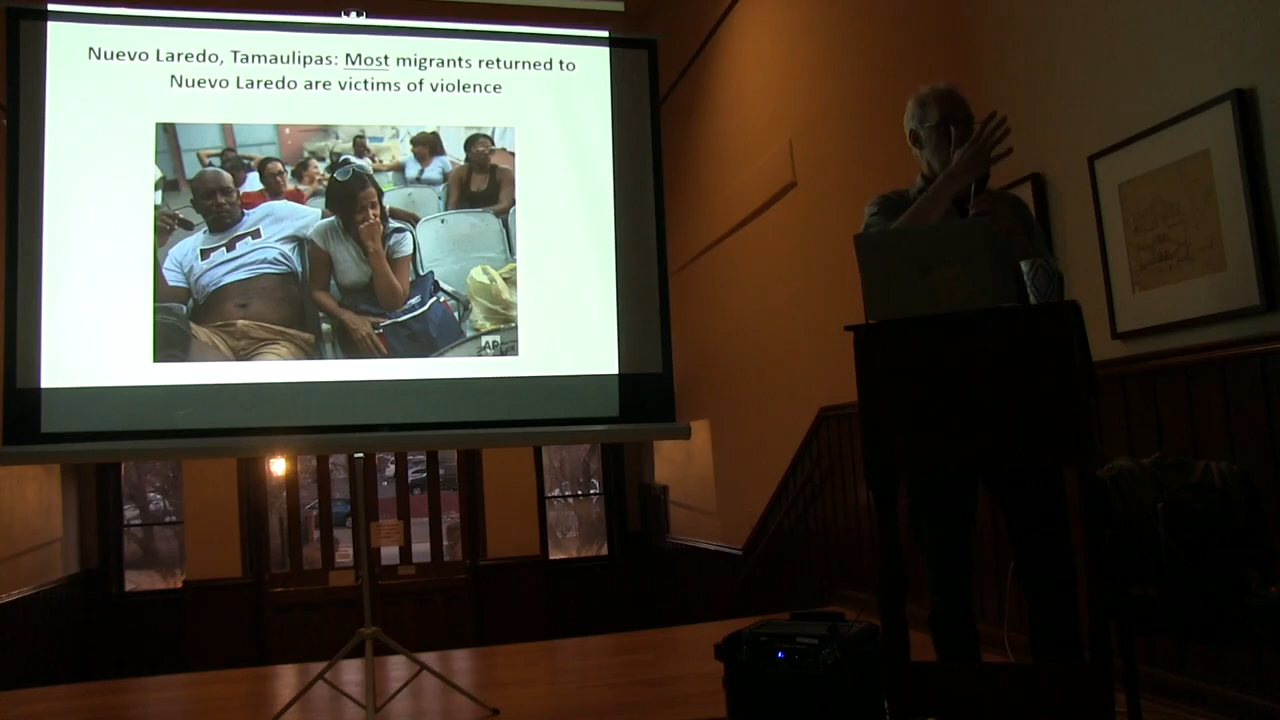 Nuevo Laredo, Tamaulipas: Most migrants returned to
Nuevo Laredo are victims of violence
E
AP